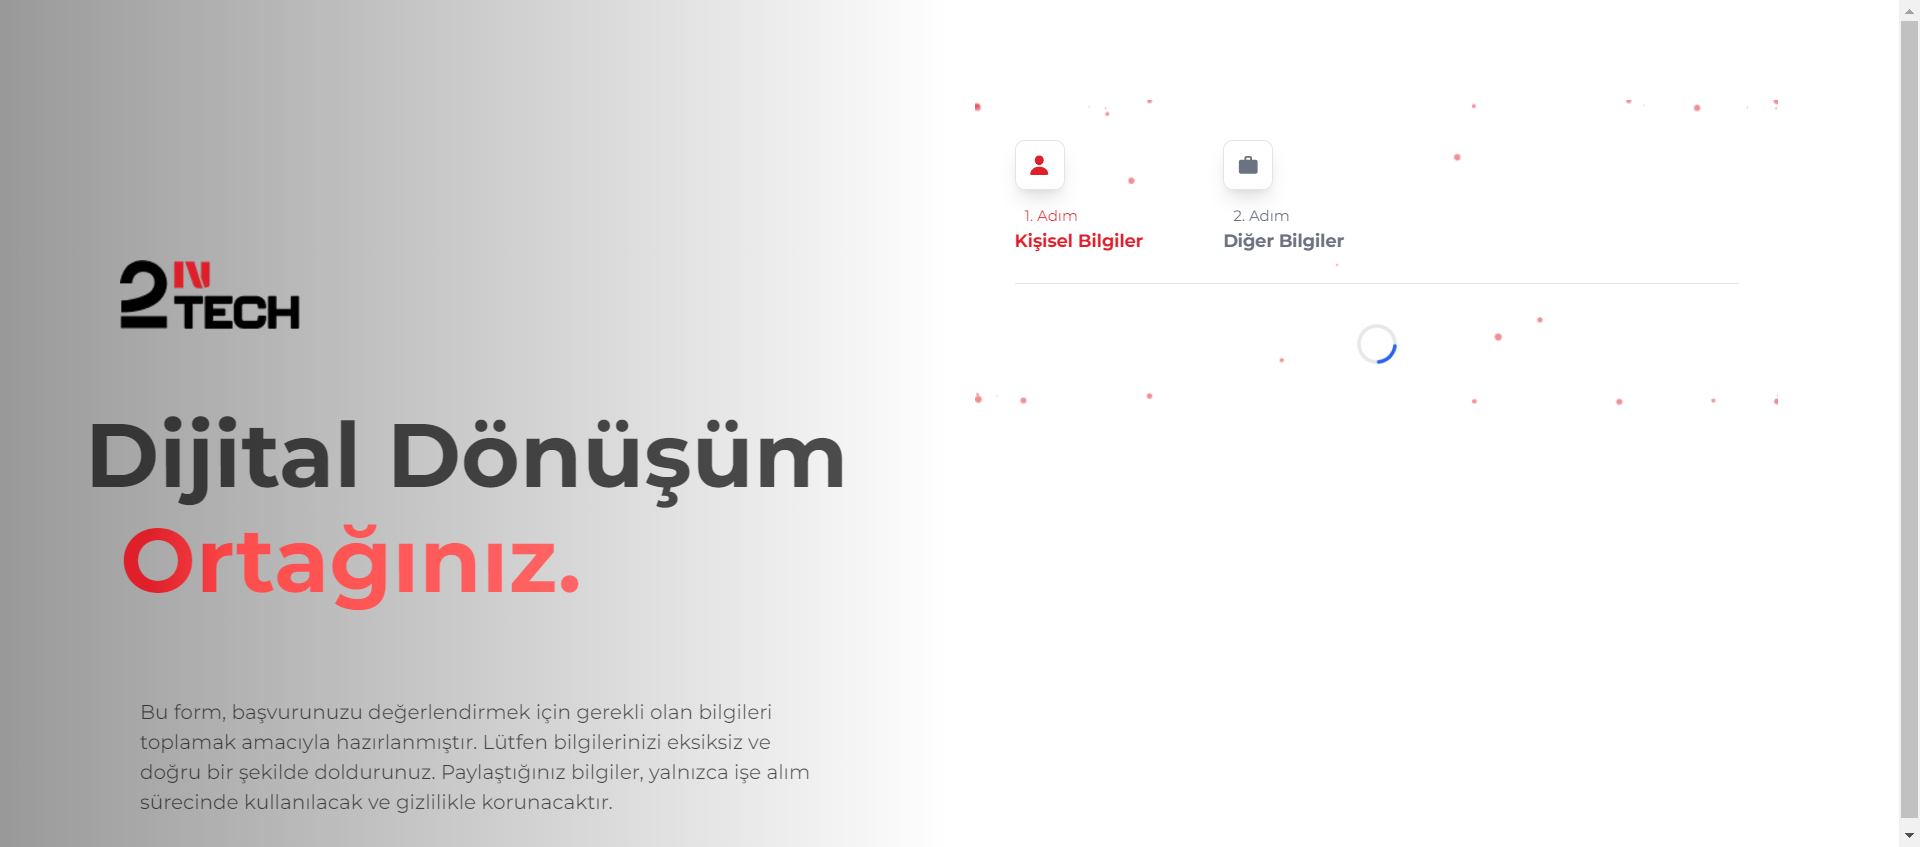 2 IN
TECH
Dijital Dönüşüm
Ortağınız.
Bu form, başvurunuzu değerlendirmek için gerekli olan bilgileri
toplamak amacıyla hazırlanmıştır. Lütfen bilgilerinizi eksiksiz ve
doğru bir şekilde doldurunuz. Paylaştığınız bilgiler, yalnızca işe alım
sürecinde kullanılacak ve gizlilikle korunacaktır.
1. Adım
Kişisel Bilgiler
2. Adım
Diğer Bilgiler